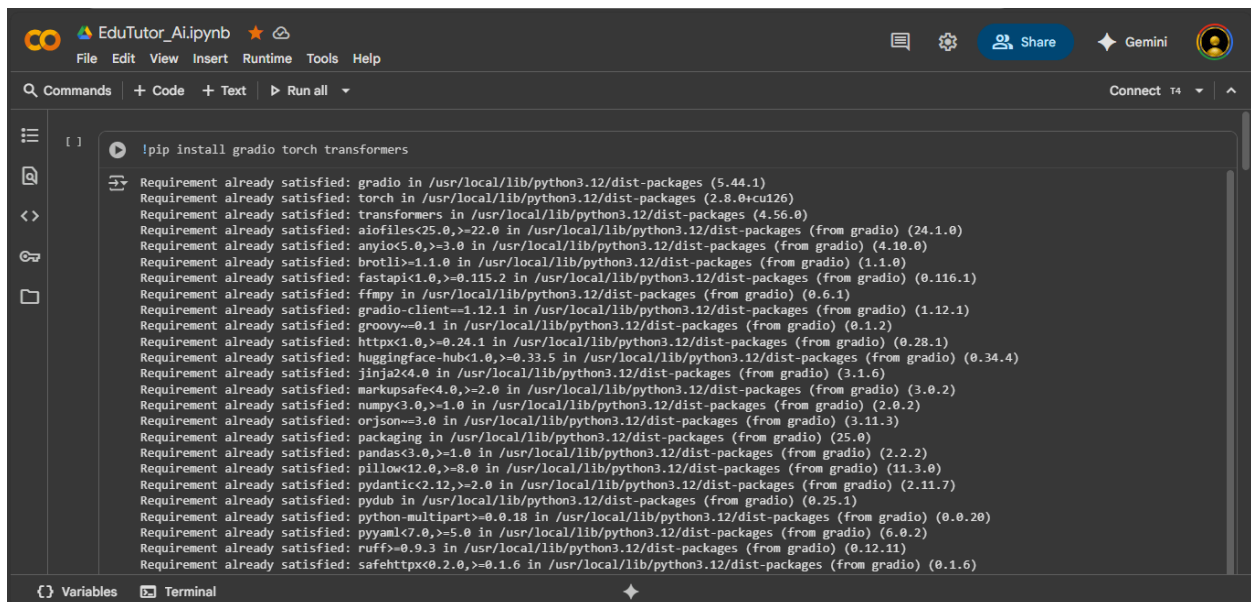 EduTutor_Ai.ipynb
File Edit View Insert Runtime Tools Help
Share
Gemini
Commands + Code + Text Run all
Connect T4
[ ]
!pip install gradio torch transformers
Requirement already satisfied: gradio in /usr/local/lib/python3.12/dist-packages (5.44.1)
Requirement already satisfied: torch in /usr/local/lib/python3.12/dist-packages (2.8.0+cu126)
Requirement already satisfied: transformers in /usr/local/lib/python3.12/dist-packages (4.56.0)
Requirement already satisfied: aiofiles<25.0,>=22.0 in /usr/local/lib/python3.12/dist-packages (from gradio) (24.1.0)
Requirement already satisfied: anyio<5.0,>=3.0 in /usr/local/lib/python3.12/dist-packages (from gradio) (4.10.0)
Requirement already satisfied: brotli>=1.1.0 in /usr/local/lib/python3.12/dist-packages (from gradio) (1.1.0)
Requirement already satisfied: fastapi<1.0,>=0.115.2 in /usr/local/lib/python3.12/dist-packages (from gradio) (0.116.1)
Requirement already satisfied: ffmpy in /usr/local/lib/python3.12/dist-packages (from gradio) (0.6.1)
Requirement already satisfied: gradio-client==1.12.1 in /usr/local/lib/python3.12/dist-packages (from gradio) (1.12.1)
Requirement already satisfied: groovy~=0.1 in /usr/local/lib/python3.12/dist-packages (from gradio) (0.1.2)
Requirement already satisfied: httpx<1.0,>=0.24.1 in /usr/local/lib/python3.12/dist-packages (from gradio) (0.28.1)
Requirement already satisfied: huggingface-hub<1.0,>=0.33.5 in /usr/local/lib/python3.12/dist-packages (from gradio) (0.34.4)
Requirement already satisfied: jinja2<4.0 in /usr/local/lib/python3.12/dist-packages (from gradio) (3.1.6)
Requirement already satisfied: markupsafe<4.0,>=2.0 in /usr/local/lib/python3.12/dist-packages (from gradio) (3.0.2)
Requirement already satisfied: numpy<3.0,>=1.0 in /usr/local/lib/python3.12/dist-packages (from gradio) (2.0.2)
Requirement already satisfied: orjson~=3.0 in /usr/local/lib/python3.12/dist-packages (from gradio) (3.11.3)
Requirement already satisfied: packaging in /usr/local/lib/python3.12/dist-packages (from gradio) (25.0)
Requirement already satisfied: pandas<3.0,>=1.0 in /usr/local/lib/python3.12/dist-packages (from gradio) (2.2.2)
Requirement already satisfied: pillow<12.0,>=8.0 in /usr/local/lib/python3.12/dist-packages (from gradio) (11.3.0)
Requirement already satisfied: pydantic<2.12,>=2.0 in /usr/local/lib/python3.12/dist-packages (from gradio) (2.11.7)
Requirement already satisfied: pydub in /usr/local/lib/python3.12/dist-packages (from gradio) (0.25.1)
Requirement already satisfied: python-multipart>=0.0.18 in /usr/local/lib/python3.12/dist-packages (from gradio) (0.0.20)
Requirement already satisfied: pyyaml<7.0,>=5.0 in /usr/local/lib/python3.12/dist-packages (from gradio) (6.0.2)
Requirement already satisfied: ruff>=0.9.3 in /usr/local/lib/python3.12/dist-packages (from gradio) (0.12.11)
Requirement already satisfied: safehttpx<0.2.0,>=0.1.6 in /usr/local/lib/python3.12/dist-packages (from gradio) (0.1.6)
Variables Terminal